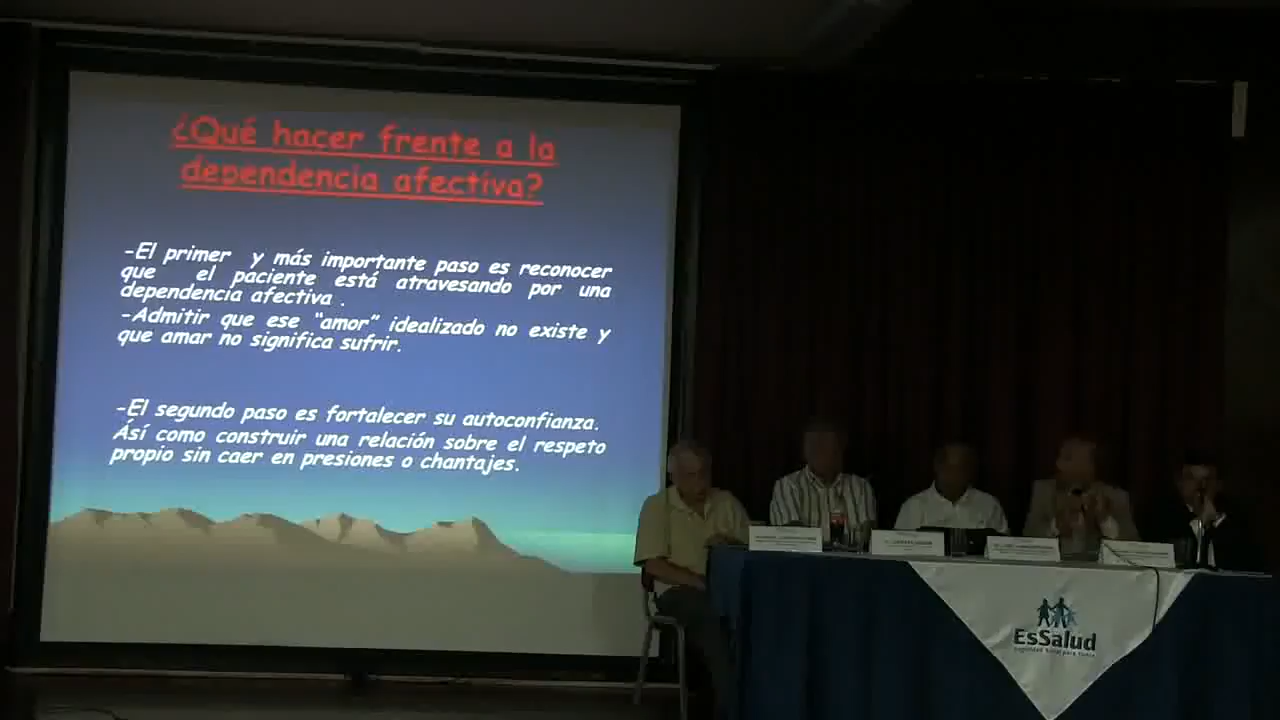 ¿Qué hacer frente a la
dependencia afectiva?
-El primer y más importante paso es reconocer
que el paciente está atravesando por una
dependencia afectiva .
-Admitir que ese "amor" idealizado no existe y
que amar no significa sufrir.
-El segundo paso es fortalecer su autoconfianza.
Ásí como construir una relación sobre el respeto
propio sin caer en presiones o chantajes.
EsSalud